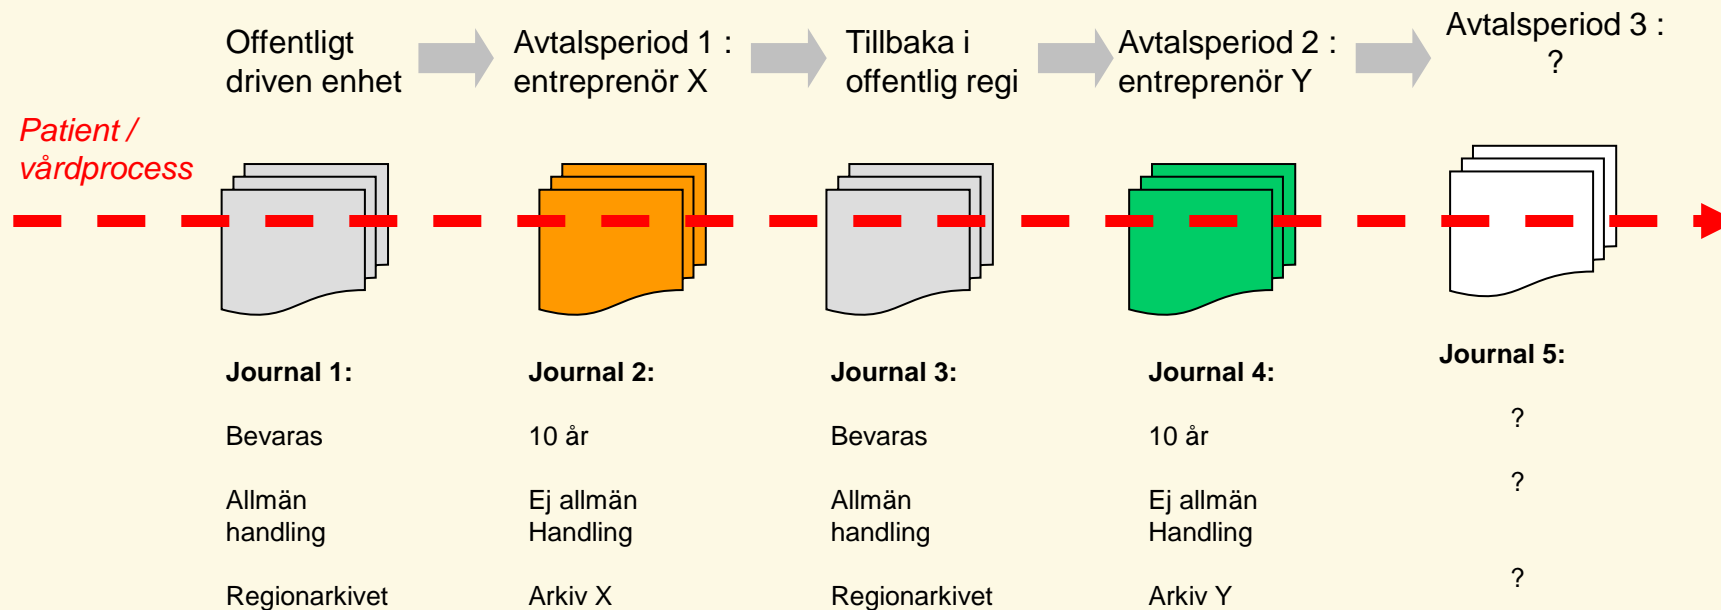 Offentligt
driven enhet
Avtalsperiod 1 :
entreprenör X
Tillbaka i
offentlig regi
Avtalsperiod 2 :
entreprenör Y
Avtalsperiod 3 :
?
Patient /
vårdprocess
Journal 1:
Bevaras
Allmän
handling
Regionarkivet
Journal 2:
10 år
Ej allmän
Handling
Arkiv X
Journal 3:
Bevaras
Allmän
handling
Regionarkivet
Journal 4:
10 år
Ej allmän
Handling
Arkiv Y
Journal 5:
?
?
?